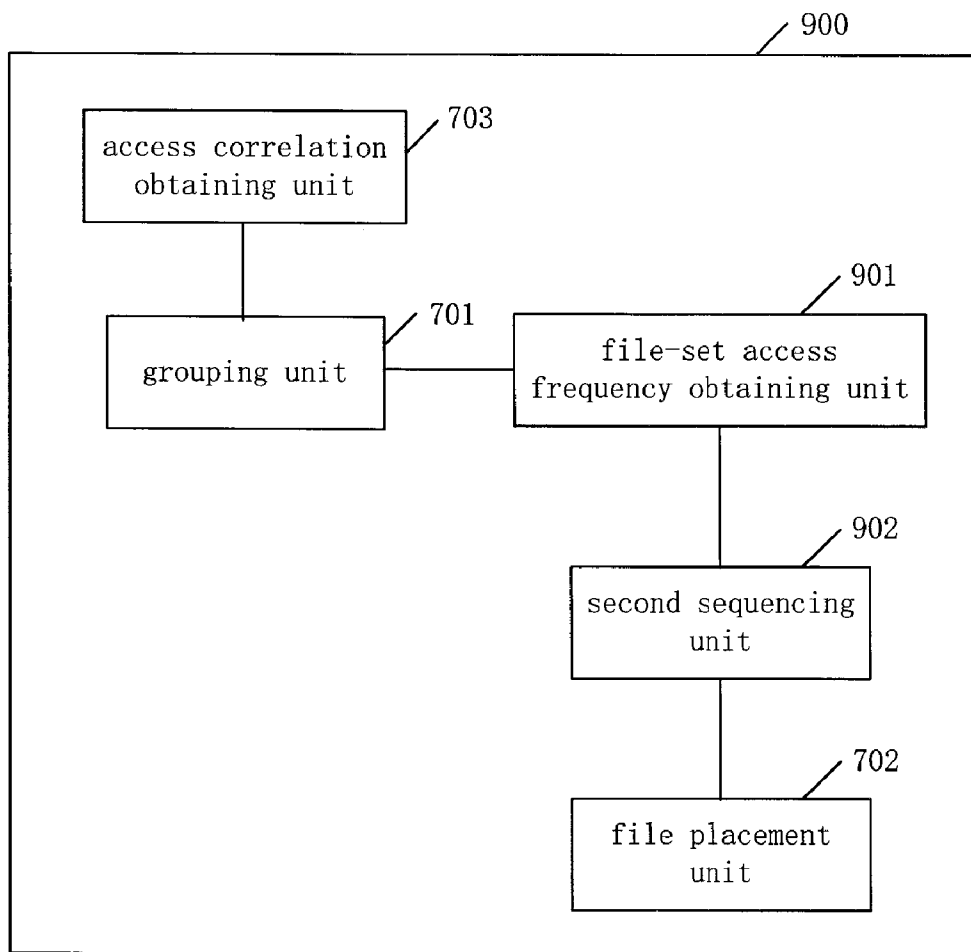 900
703
access correlation
obtaining unit
701
grouping unit
901
file-set access
frequency obtaining unit
902
second sequencing
unit
702
file placement
unit